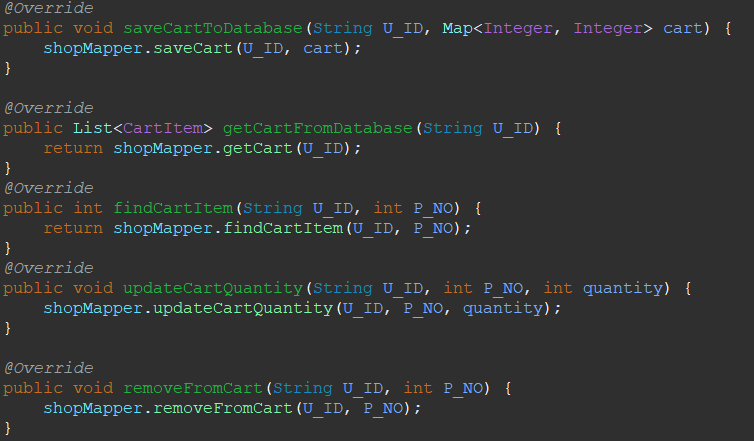 @Override
public void saveCartToDatabase(String U_ID, Map<Integer, Integer> cart) {
    shopMapper.saveCart(U_ID, cart);
}

@Override
public List<CartItem> getCartFromDatabase(String U_ID) {
    return shopMapper.getCart(U_ID);
}
@Override
public int findCartItem(String U_ID, int P_NO) {
    return shopMapper.findCartItem(U_ID, P_NO);
}
@Override
public void updateCartQuantity(String U_ID, int P_NO, int quantity) {
    shopMapper.updateCartQuantity(U_ID, P_NO, quantity);
}

@Override
public void removeFromCart(String U_ID, int P_NO) {
    shopMapper.removeFromCart(U_ID, P_NO);
}